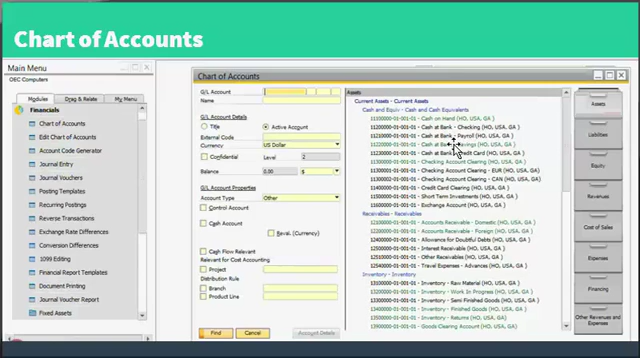 Chart of Accounts
Main Menu
OEC Computers
Modules
Drag & Relate
My Menu
Financials
Chart of Accounts
Edit Chart of Accounts
Account Code Generator
Journal Entry
Journal Vouchers
Posting Templates
Recurring Postings
Reverse Transactions
Exchange Rate Differences
Conversion Differences
1099 Editing
Financial Report Templates
Document Printing
Journal Voucher Report
Fixed Assets
Chart of Accounts
G/L Account
Name
G/L Account Details
Title
Active Account
External Code
Currency
US Dollar
Confidential
Level
2
Balance
0.00
$
G/L Account Properties
Account Type
Other
Control Account
Cash Account
Reval. (Currency)
Cash Flow Relevant
Relevant for Cost Accounting
Project
Distribution Rule
Branch
Product Line
Find
Cancel
Account Details
Assets
Current Assets - Current Assets
Cash and Equiv - Cash and Cash Equivalents
11100000-01-001-01 - Cash on Hand (HO, USA, GA )
11200000-01-001-01 - Cash at Bank - Checking (HO, USA, GA )
11210000-01-001-01 - Cash at Bank - Payroll (HO, USA, GA )
11220000-01-001-01 - Cash at Bank - Savings (HO, USA, GA )
11230000-01-001-01 - Cash at Bank - Credit Card (HO, USA, GA )
11300000-01-001-01 - Checking Account Clearing (HO, USA, GA )
11300001-01-001-01 - Checking Account Clearing - EUR (HO, USA, GA )
11300002-01-001-01 - Checking Account Clearing - CAN (HO, USA, GA )
11400000-01-001-01 - Credit Card Clearing (HO, USA, GA )
11500000-01-001-01 - Short Term Investments (HO, USA, GA )
11600000-01-001-01 - Exchange Account (HO, USA, GA )
Receivables - Receivables
12100000-01-001-01 - Accounts Receivable - Domestic (HO, USA, GA )
12200000-01-001-01 - Accounts Receivable - Foreign (HO, USA, GA )
12400000-01-001-01 - Allowance for Doubtful Debts (HO, USA, GA )
12500000-01-001-01 - Interest Receivable (HO, USA, GA )
12510000-01-001-01 - Other Receivables (HO, USA, GA )
12540000-01-001-01 - Travel Expenses - Advances (HO, USA, GA )
Inventory - Inventory
13100000-01-001-01 - Inventory - Raw Material (HO, USA, GA )
13200000-01-001-01 - Inventory - Work In Progress (HO, USA, GA )
13300000-01-001-01 - Inventory - Semi Finished Goods (HO, USA, GA )
13400000-01-001-01 - Inventory - Finished Goods (HO, USA, GA )
13500000-01-001-01 - Inventory - Returns (HO, USA, GA )
13900000-01-001-01 - Goods Clearing Account (HO, USA, GA )
Assets
Liabilities
Equity
Revenues
Cost of Sales
Expenses
Financing
Other Revenues and Expenses